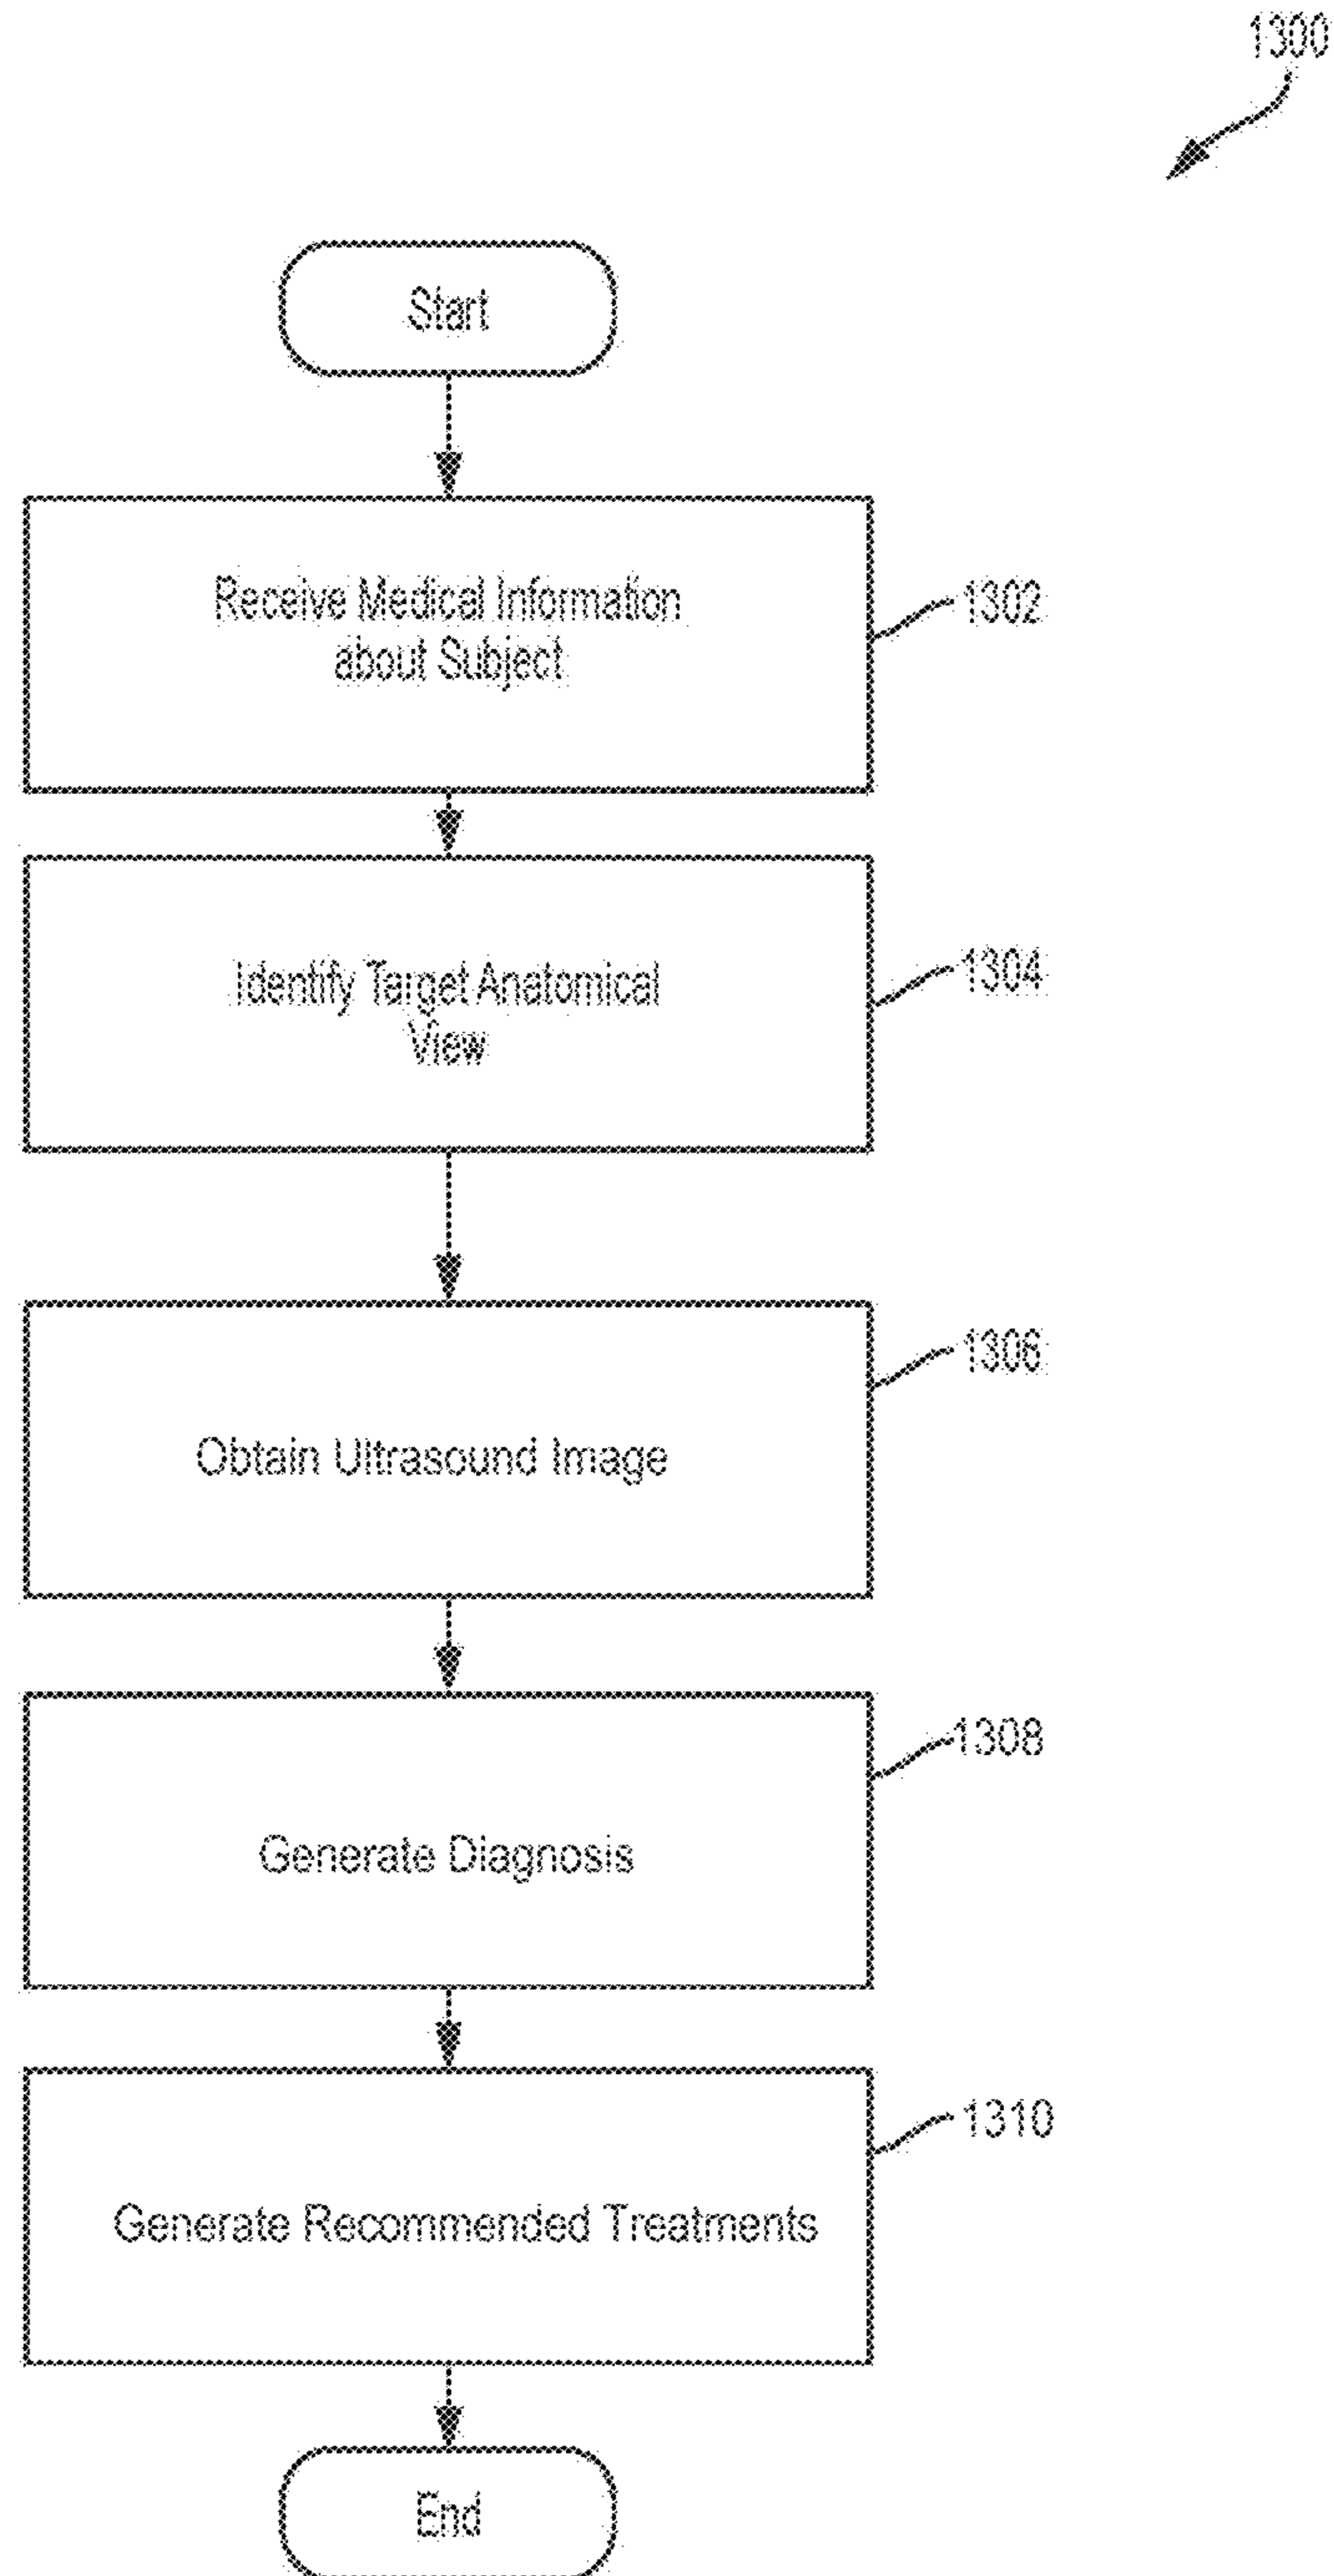 1300
Start
Receive Medical Information
about Subject
1302
Identify Target Anatomical
View
1304
1306
Obtain Ultrasound Image
1308
Generate Diagnosis
1310
Generate Recommended Treatments
End